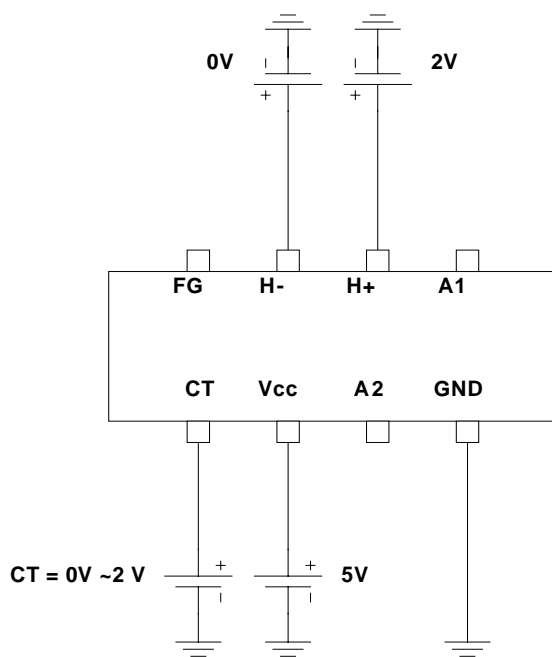 0V 2V
FG H- H+ A1
CT Vcc A2 GND
CT = 0V ~2 V 5V